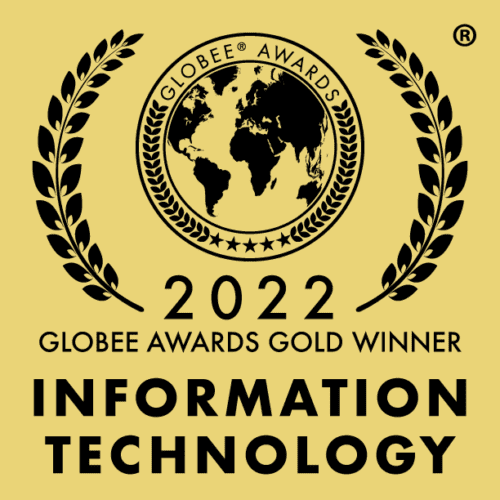 ®
GLOBEE® AWARDS
2022
GLOBEE AWARDS GOLD WINNER
INFORMATION
TECHNOLOGY